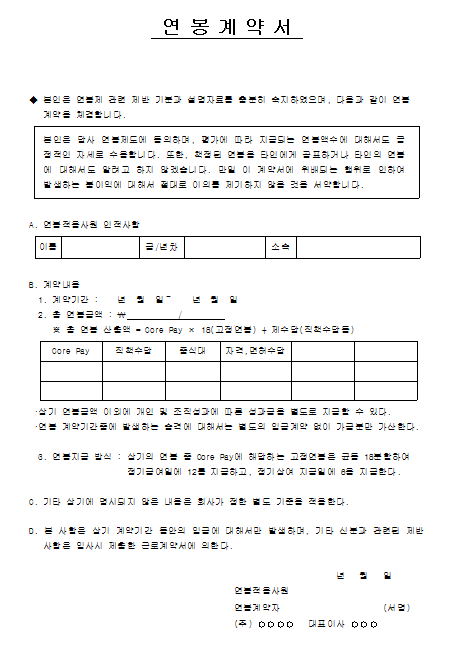 연 봉 계 약 서
◆ 본인은 연봉제 관련 제반 기본과 설명자료를 충분히 숙지하였으며, 다음과 같이 연봉
계약을 체결합니다.
본인은 당사 연봉제도에 동의하며, 평가에 따라 지급되는 연봉액수에 대해서도 긍
정적인 자세로 수용합니다. 또한, 책정된 연봉을 타인에게 공표하거나 타인의 연봉
에 대해서도 알려고 하지 않겠습니다. 만일 이 계약서에 위배되는 행위로 인하여
발생하는 불이익에 대해서 절대로 이의를 제기하지 않을 것을 서약합니다.
A. 연봉적용사원 인적사항
이름 급/년차 소속
B. 계약내용
1. 계약기간 : 년 월 일~ 년 월 일
2. 총 연봉금액 : ₩ /
※ 총 연봉 산출액 = Core Pay × 18(고정연봉) + 제수당(직책수당등)
Core Pay 직책수당 중식대 자격,면허수당
·상기 연봉금액 이외에 개인 및 조직성과에 따른 성과급을 별도로 지급할 수 있다.
·연봉 계약기간중에 발생하는 승격에 대해서는 별도의 임금계약 없이 가급분만 가산한다.
3. 연봉지급 방식 : 상기의 연봉 중 Core Pay에 해당하는 고정연봉은 균등 18분할하여
정기급여일에 12를 지급하고, 정기상여 지급일에 6을 지급한다.
C. 기타 상기에 명시되지 않은 내용은 회사가 정한 별도 기준을 적용한다.
D. 본 사항은 상기 계약기간 동안의 임금에 대해서만 발생하며, 기타 신분과 관련된 제반
사항은 입사시 제출한 근로계약서에 의한다.
년 월 일
연봉적용사원
연봉계약자 (서명)
(주) ○○○○ 대표이사 ○○○